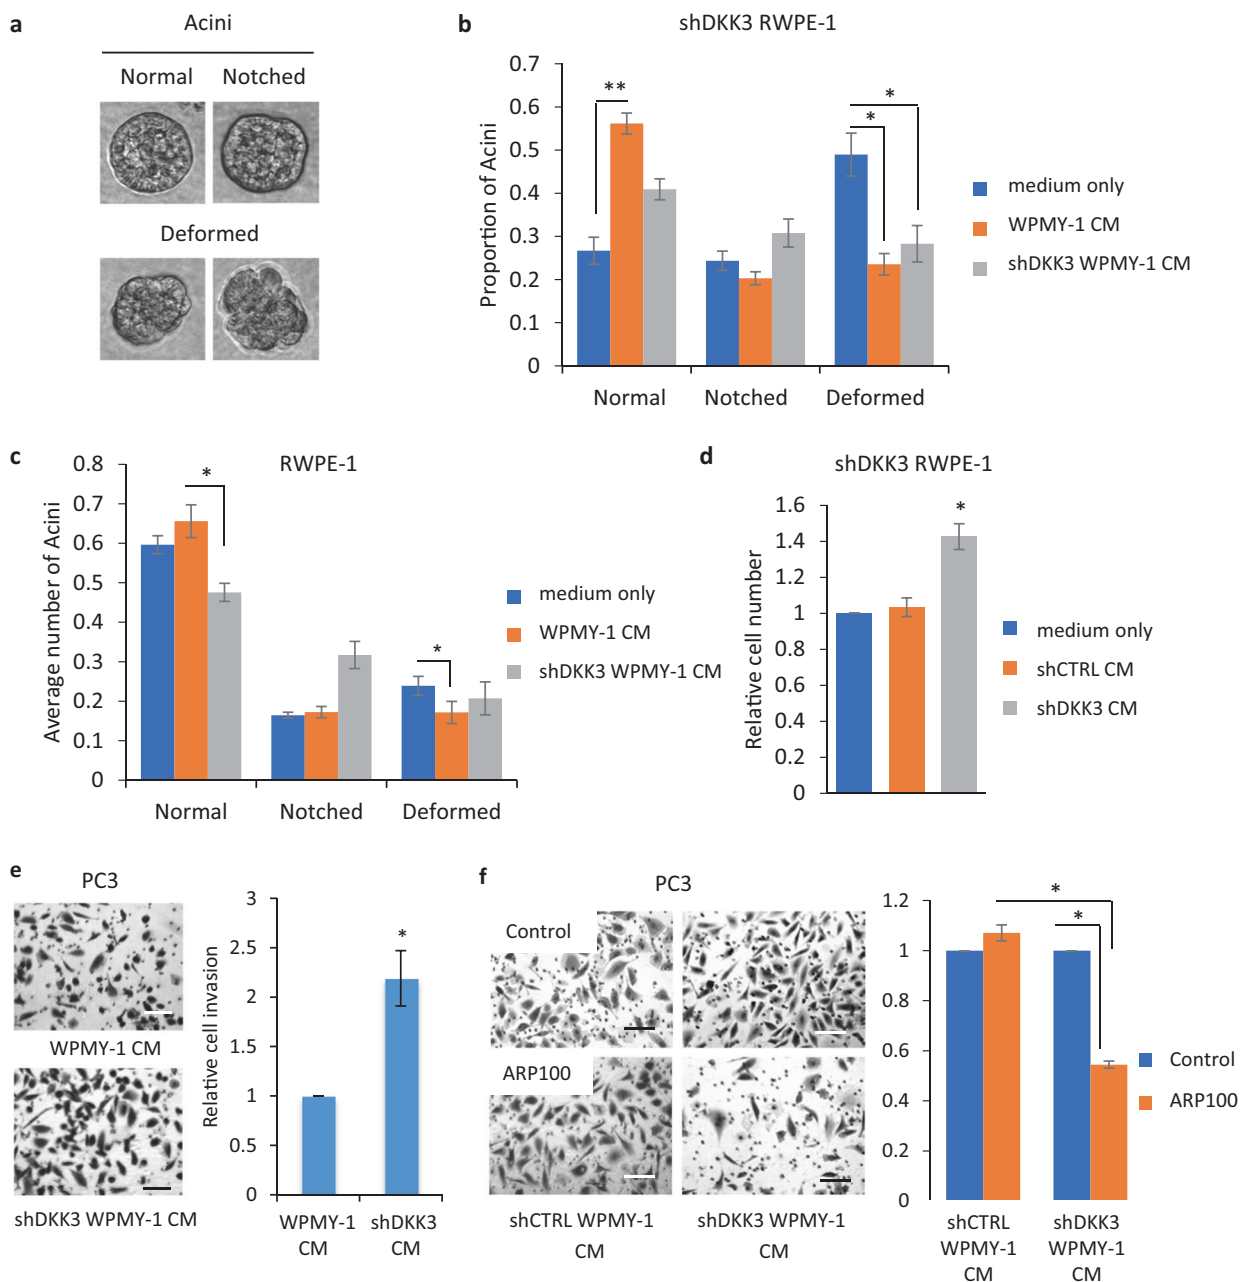 a
Acini
Normal Notched
Deformed
b
shDKK3 RWPE-1
Proportion of Acini
0.7
0.6
0.5
0.4
0.3
0.2
0.1
0
** * *
Normal Notched Deformed
medium only
WPMY-1 CM
shDKK3 WPMY-1 CM
c
RWPE-1
Average number of Acini
0.8
0.7
0.6
0.5
0.4
0.3
0.2
0.1
0
* *
Normal Notched Deformed
medium only
WPMY-1 CM
shDKK3 WPMY-1 CM
d
shDKK3 RWPE-1
Relative cell number
1.6
1.4
1.2
1
0.8
0.6
0.4
0.2
0
*
medium only
shCTRL CM
shDKK3 CM
e
PC3
WPMY-1 CM
shDKK3 WPMY-1 CM
Relative cell invasion
3
2.5
2
1.5
1
0.5
0
*
WPMY-1
CM
shDKK3
CM
f
PC3
Control
ARP100
shCTRL WPMY-1
CM
shDKK3 WPMY-1
CM
1.2
1
0.8
0.6
0.4
0.2
0
*
*
shCTRL
WPMY-1
CM
shDKK3
WPMY-1
CM
Control
ARP100